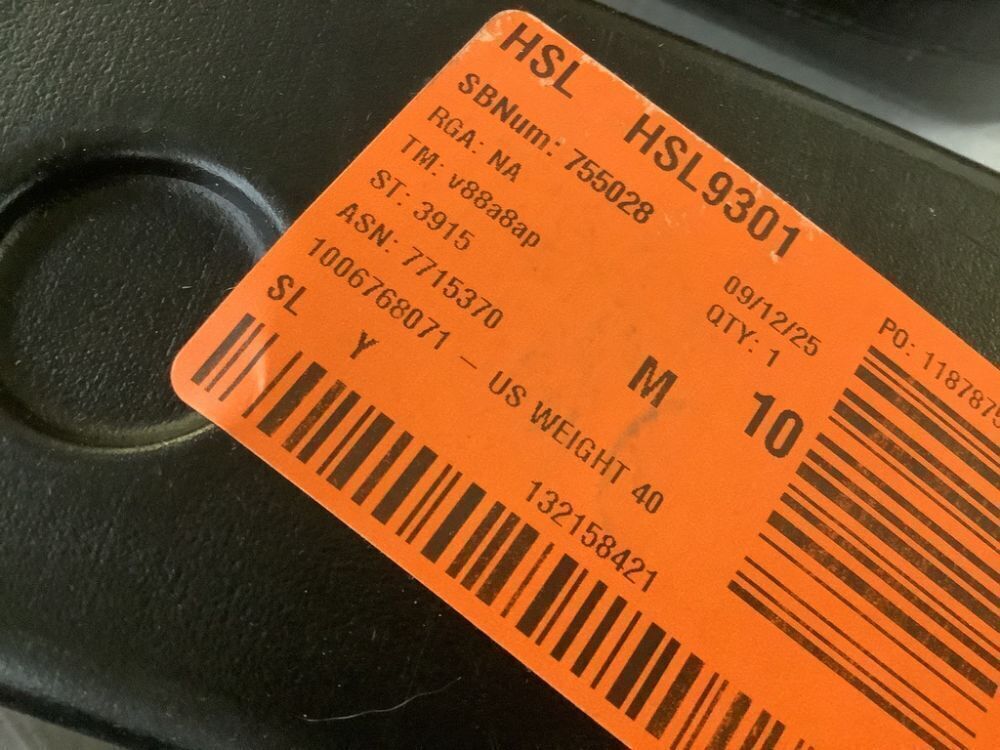 HSL HSL9301
SBNum: 755028
RGA: NA 09/12/25
TM: v88a8ap QTY: 1
ST: 3915
ASN: 7715370 M 10
1006768071 – US WEIGHT 40
SL Y 132158421
PO: